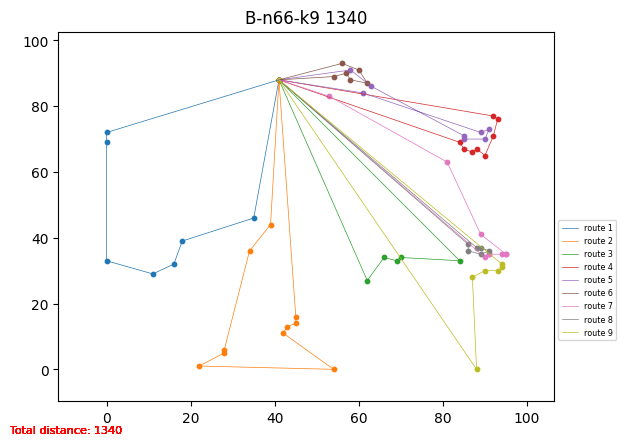 B-n66-k9 1340
100
80
60
40
20
0
0 20 40 60 80 100
route 1
route 2
route 3
route 4
route 5
route 6
route 7
route 8
route 9
Total distance: 1340